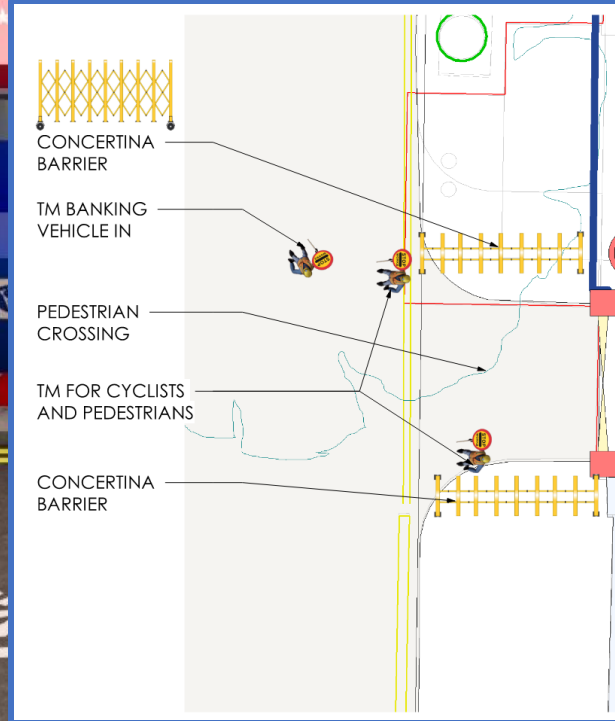 CONCERTINA
BARRIER
TM BANKING
VEHICLE IN
PEDESTRIAN
CROSSING
TM FOR CYCLISTS
AND PEDESTRIANS
CONCERTINA
BARRIER